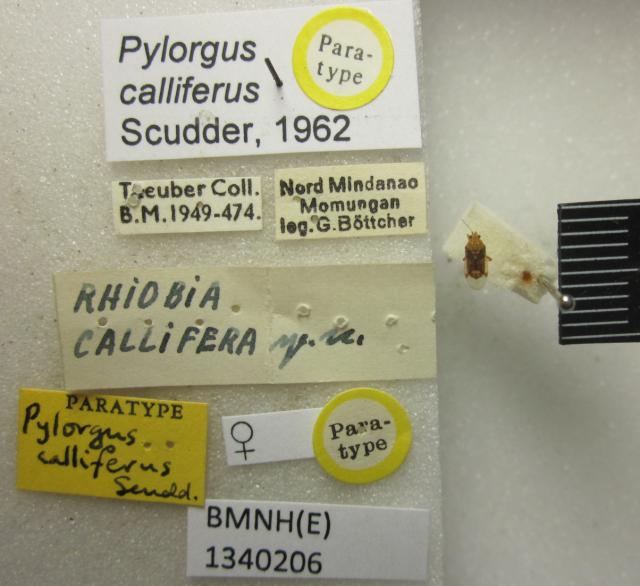 Pylorgus
calliferus
Scudder, 1962
Para-
type
Treuber Coll.
B.M.1949-474.
Nord Mindanao
Momungan
leg. G. Böttcher
RHIOBIA
CALLIFERA
PARATYPE
Pylorgus
calliferus
Scudd.
♀
Para-
type
BMNH(E)
1340206